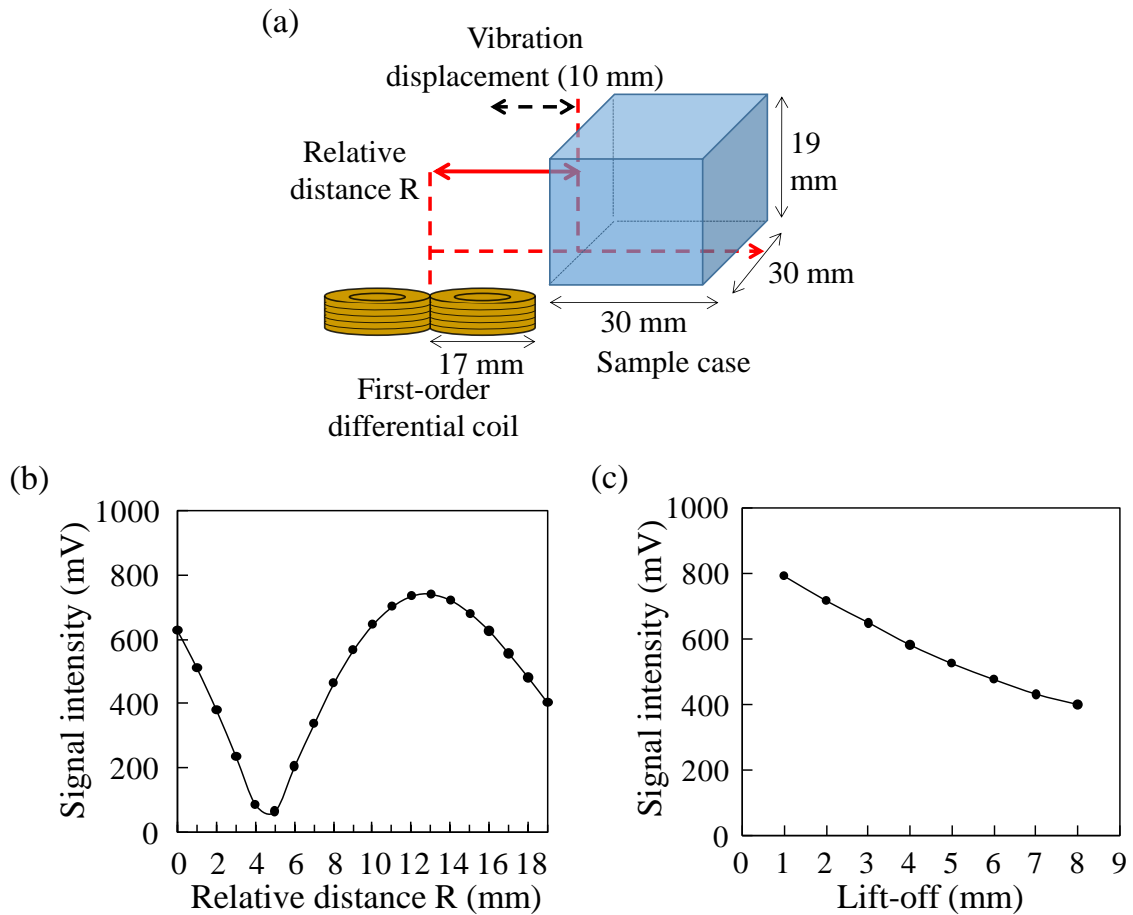 (a)
Vibration
displacement (10 mm)
Relative
distance R
19
mm
30 mm
30 mm
17 mm
Sample case
First-order
differential coil
(b)
Signal intensity (mV)
1000
800
600
400
200
0
0 2 4 6 8 10 12 14 16 18
Relative distance R (mm)
(c)
Signal intensity (mV)
1000
800
600
400
200
0
0 1 2 3 4 5 6 7 8 9
Lift-off (mm)